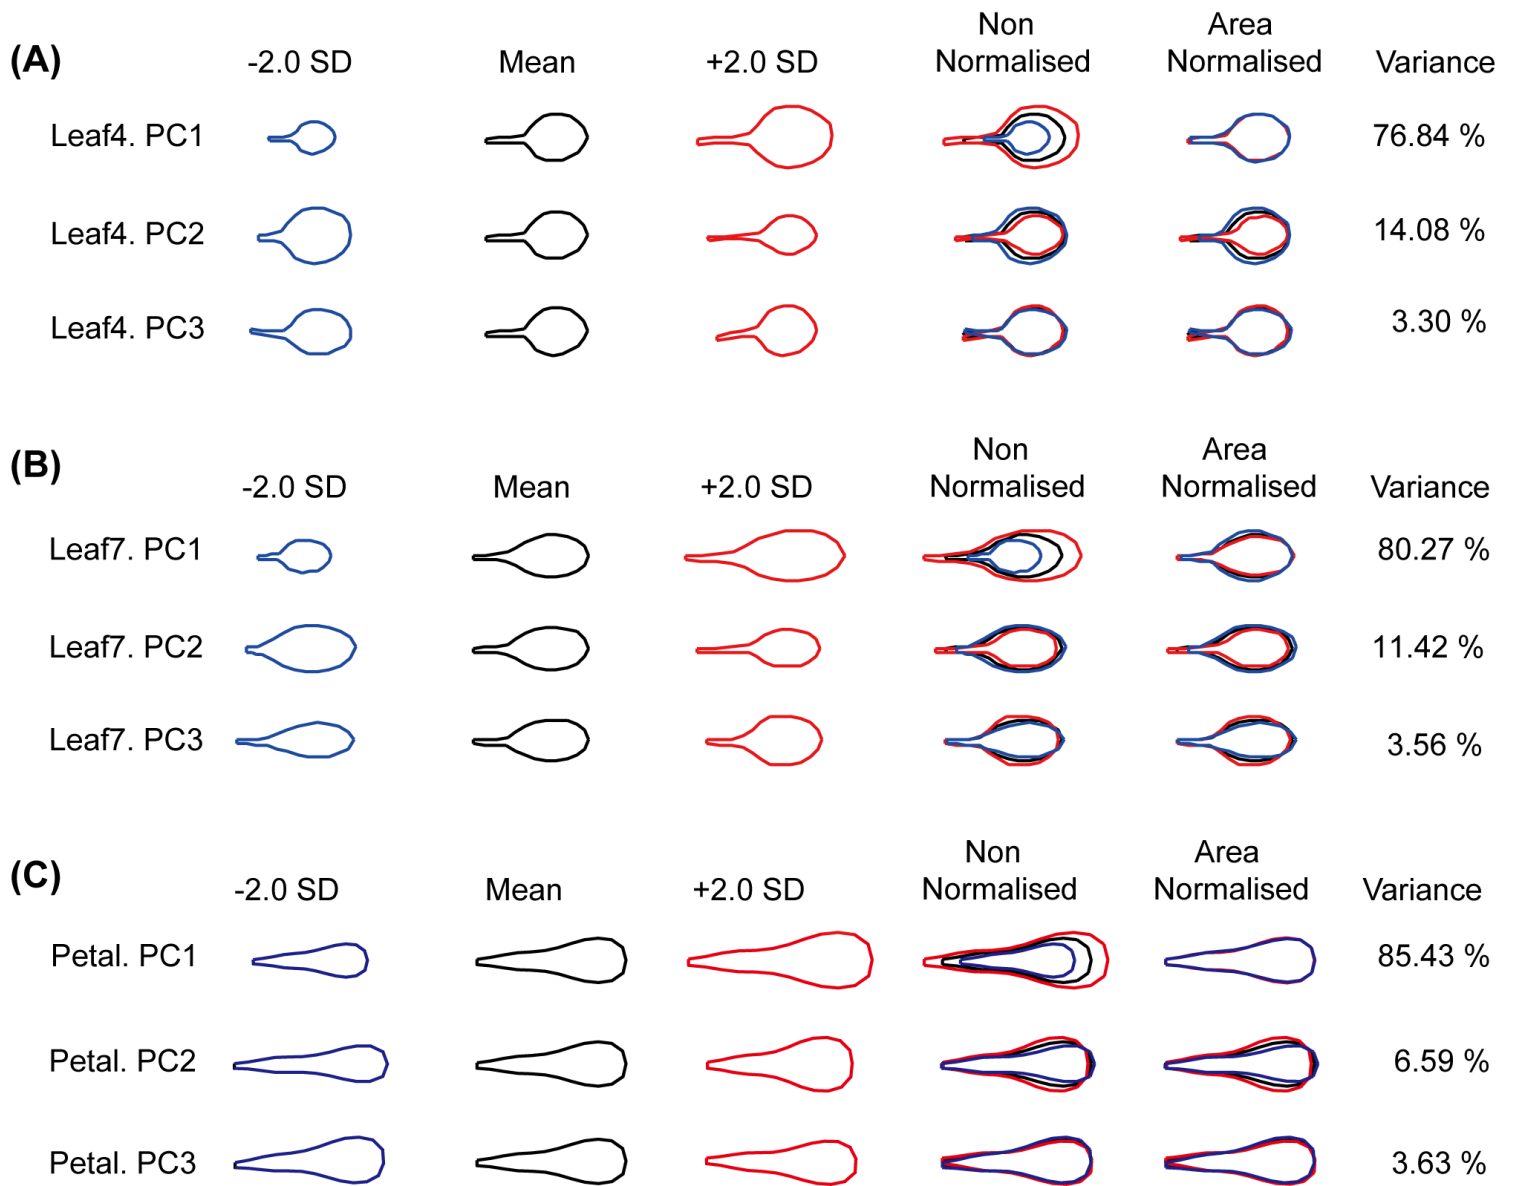 (A) -2.0 SD Mean +2.0 SD Non Normalised Area Normalised Variance
Leaf4. PC1 76.84 %
Leaf4. PC2 14.08 %
Leaf4. PC3 3.30 %
(B) -2.0 SD Mean +2.0 SD Non Normalised Area Normalised Variance
Leaf7. PC1 80.27 %
Leaf7. PC2 11.42 %
Leaf7. PC3 3.56 %
(C) -2.0 SD Mean +2.0 SD Non Normalised Area Normalised Variance
Petal. PC1 85.43 %
Petal. PC2 6.59 %
Petal. PC3 3.63 %